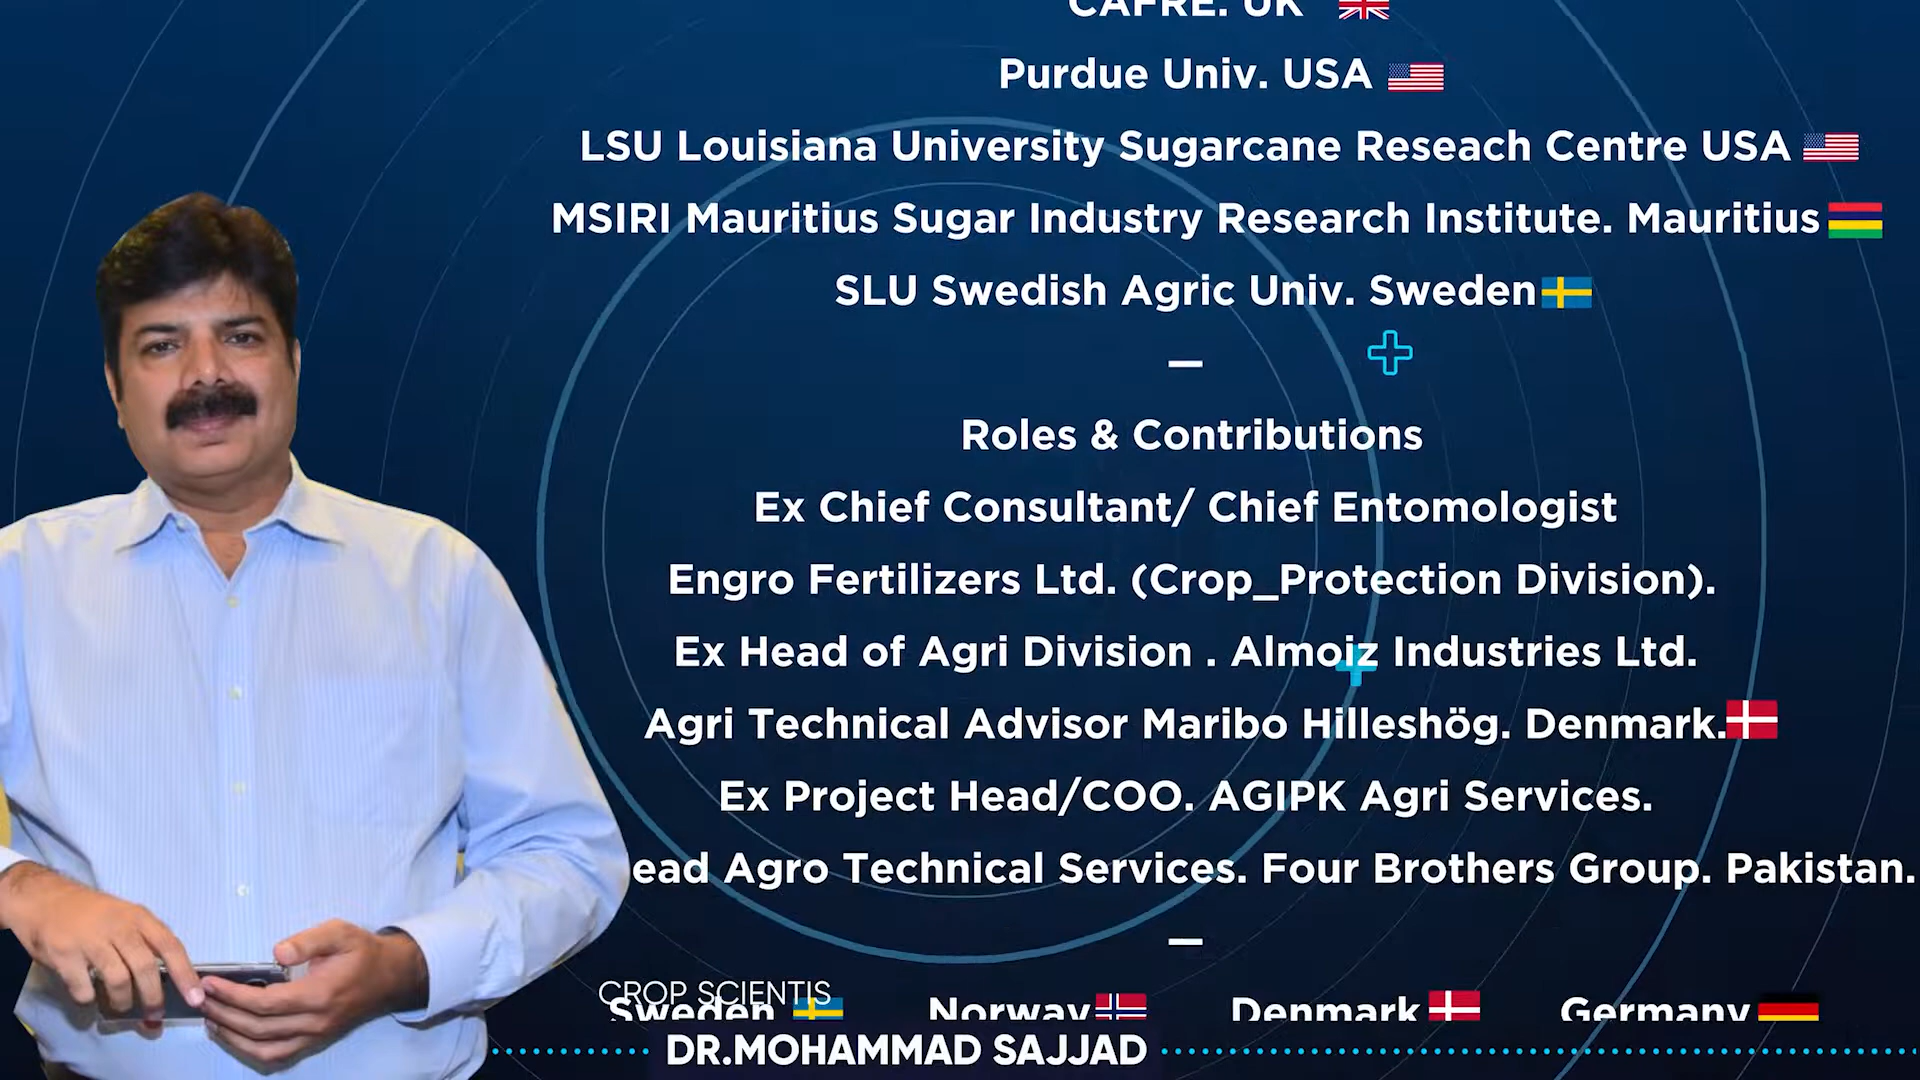 CAFRE. UK
Purdue Univ. USA
LSU Louisiana University Sugarcane Reseach Centre USA
MSIRI Mauritius Sugar Industry Research Institute. Mauritius
SLU Swedish Agric Univ. Sweden
—
Roles & Contributions
Ex Chief Consultant/ Chief Entomologist
Engro Fertilizers Ltd. (Crop_Protection Division).
Ex Head of Agri Division . Almoiz Industries Ltd.
Agri Technical Advisor Maribo Hilleshög. Denmark.
Ex Project Head/COO. AGIPK Agri Services.
ead Agro Technical Services. Four Brothers Group. Pakistan.
—
CROP SCIENTIS
Sweden Norway Denmark Germany
DR.MOHAMMAD SAJJAD